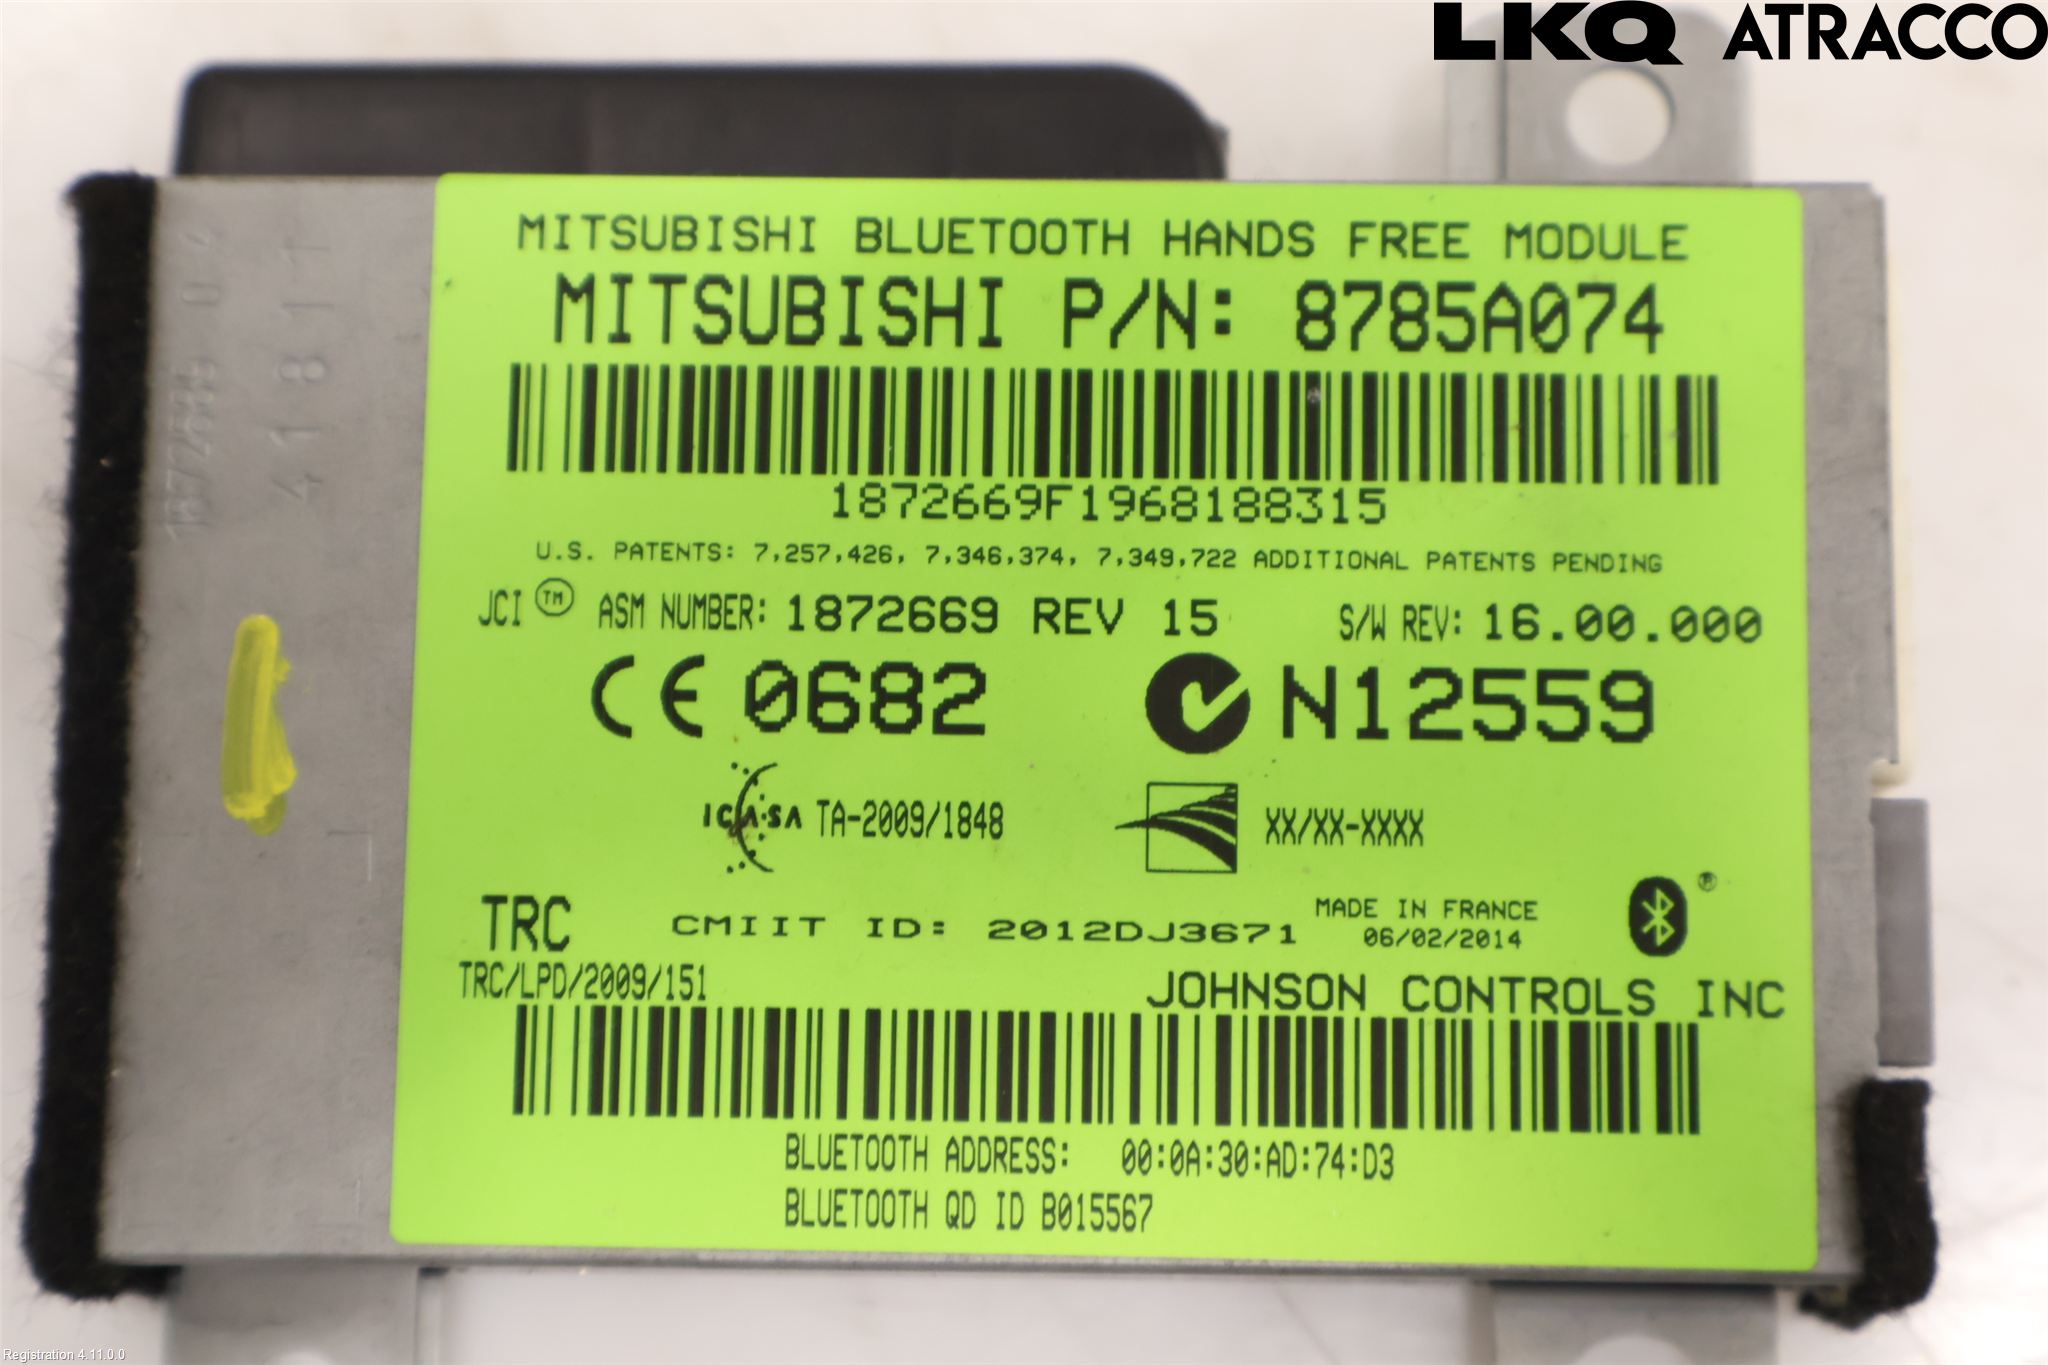 LKQ ATRACCO
MITSUBISHI BLUETOOTH HANDS FREE MODULE
MITSUBISHI P/N: 8785A074
1872669F1968188315
U.S. PATENTS: 7,257,426, 7,346,374, 7,349,722 ADDITIONAL PATENTS PENDING
JCI TM ASM NUMBER: 1872669 REV 15 S/W REV: 16.00.000
CE 0682 N12559
ICASA TA-2009/1848 XX/XX-XXXX
TRC CMIIT ID: 2012DJ3671 MADE IN FRANCE
06/02/2014
®
TRC/LPD/2009/151 JOHNSON CONTROLS INC
BLUETOOTH ADDRESS: 00:0A:30:AD:74:D3
BLUETOOTH QD ID B015567
41811
Registration 4.11.0.0